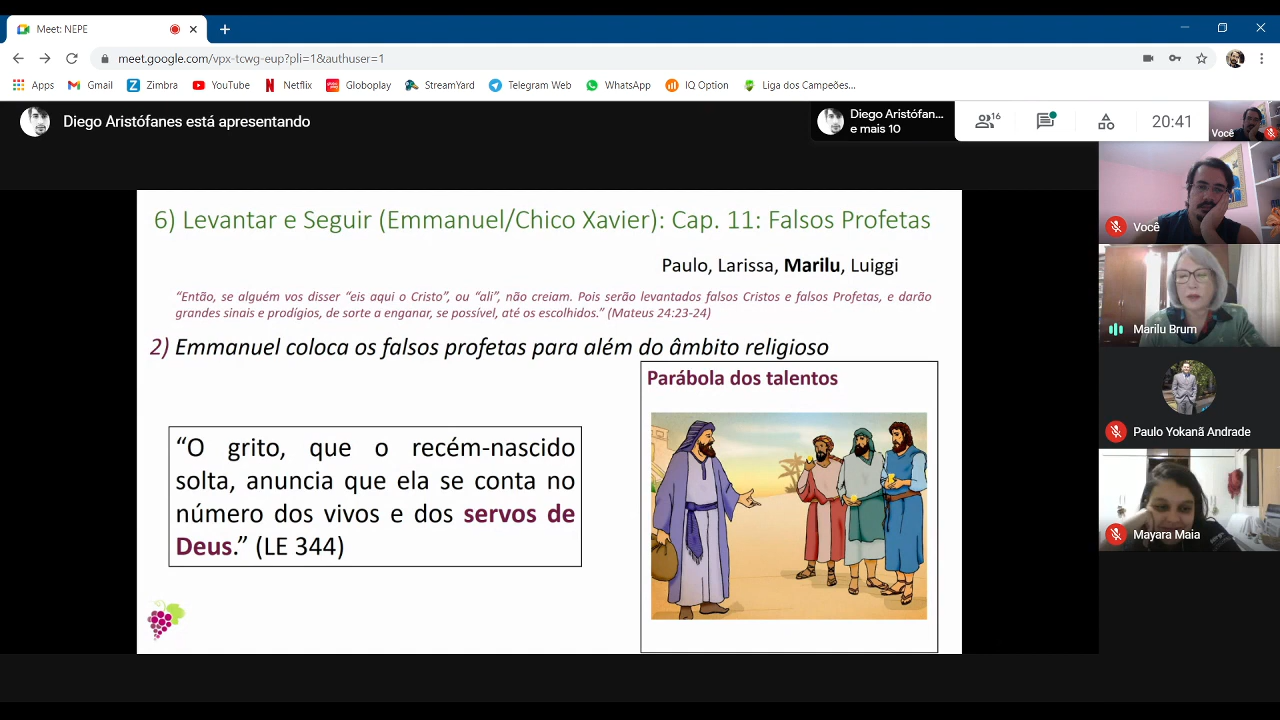 Meet: NEPE
meet.google.com/vpx-tcwg-eup?pli=1&authuser=1
Apps Gmail Zimbra YouTube Netflix Globoplay StreamYard Telegram Web WhatsApp IQ Option Liga dos Campeões...
Diego Aristófanes está apresentando
Diego Aristófan...
e mais 10
16
20:41
Você
6) Levantar e Seguir (Emmanuel/Chico Xavier): Cap. 11: Falsos Profetas
Paulo, Larissa, Marilu, Luiggi
“Então, se alguém vos disser “eis aqui o Cristo”, ou “ali”, não creiam. Pois serão levantados falsos Cristos e falsos Profetas, e darão
grandes sinais e prodígios, de sorte a enganar, se possível, até os escolhidos.” (Mateus 24:23-24)
2) Emmanuel coloca os falsos profetas para além do âmbito religioso
Parábola dos talentos
“O grito, que o recém-nascido
solta, anuncia que ela se conta no
número dos vivos e dos servos de
Deus.” (LE 344)
Você
Marilu Brum
Paulo Yokanã Andrade
Mayara Maia